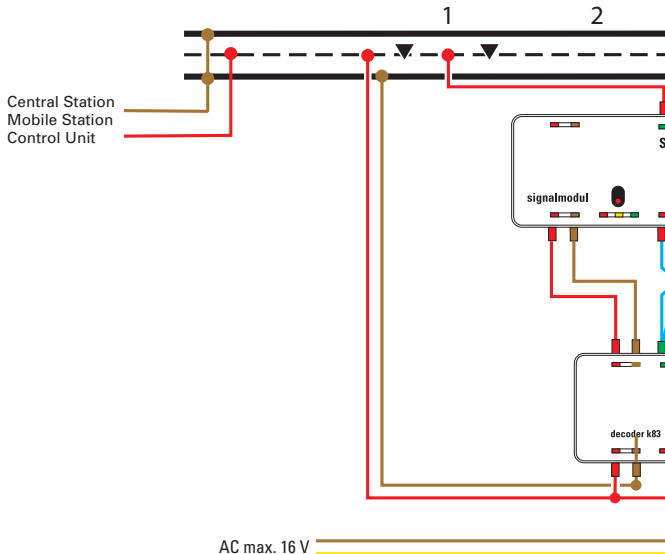 1 2
Central Station
Mobile Station
Control Unit
S
signalmodul
decoder k83
AC max. 16 V